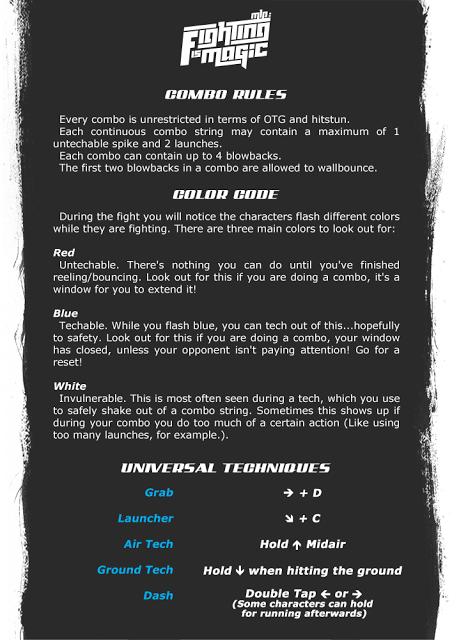 mla:
Fighting
is magic
COMBO RULES
Every combo is unrestricted in terms of OTG and hitstun.
Each continuous combo string may contain a maximum of 1
untechable spike and 2 launches.
Each combo can contain up to 4 blowbacks.
The first two blowbacks in a combo are allowed to wallbounce.
COLOR CODE
During the fight you will notice the characters flash different colors
while they are fighting. There are three main colors to look out for:
Red
Untechable. There's nothing you can do until you've finished
reeling/bouncing. Look out for this if you are doing a combo, it's a
window for you to extend it!
Blue
Techable. While you flash blue, you can tech out of this...hopefully
to safety. Look out for this if you are doing a combo, your window
has closed, unless your opponent isn't paying attention! Go for a
reset!
White
Invulnerable. This is most often seen during a tech, which you use
to safely shake out of a combo string. Sometimes this shows up if
during your combo you do too much of a certain action (Like using
too many launches, for example.).
UNIVERSAL TECHNIQUES
Grab → + D
Launcher ↘ + C
Air Tech Hold ↑ Midair
Ground Tech Hold ↓ when hitting the ground
Dash Double Tap ← or →
(Some characters can hold
for running afterwards)